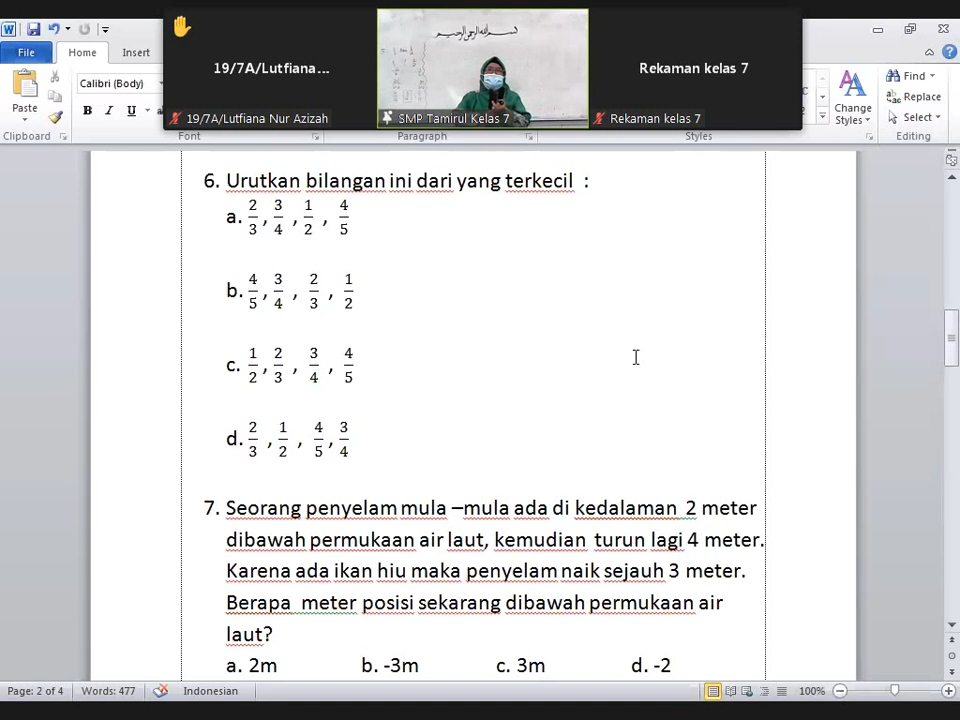 19/7A/Lutfiana...
Rekaman kelas 7
19/7A/Lutfiana Nur Azizah
SMP Tamirul Kelas 7
Rekaman kelas 7
File
Home
Insert
Calibri (Body)
Paste
B I U
Change
Styles
Find
Replace
Select
Clipboard
Paragraph
Styles
Editing
6. Urutkan bilangan ini dari yang terkecil :
a. 2/3, 3/4, 1/2, 4/5
b. 4/5, 3/4, 2/3, 1/2
c. 1/2, 2/3, 3/4, 4/5
d. 2/3, 1/2, 4/5, 3/4
7. Seorang penyelam mula –mula ada di kedalaman 2 meter
dibawah permukaan air laut, kemudian turun lagi 4 meter.
Karena ada ikan hiu maka penyelam naik sejauh 3 meter.
Berapa meter posisi sekarang dibawah permukaan air
laut?
a. 2m b. -3m c. 3m d. -2
Page: 2 of 4 Words: 477 Indonesian 100%